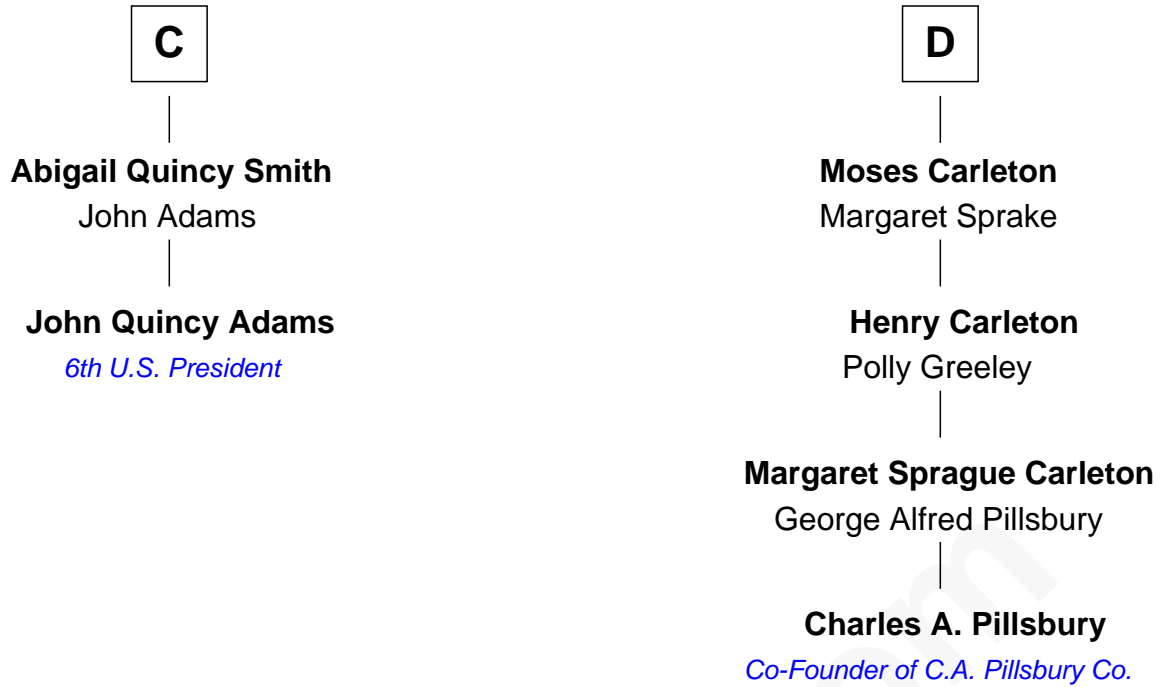 C
Abigail Quincy Smith
John Adams
John Quincy Adams
6th U.S. President
D
Moses Carleton
Margaret Sprake
Henry Carleton
Polly Greeley
Margaret Sprague Carleton
George Alfred Pillsbury
Charles A. Pillsbury
Co-Founder of C.A. Pillsbury Co.